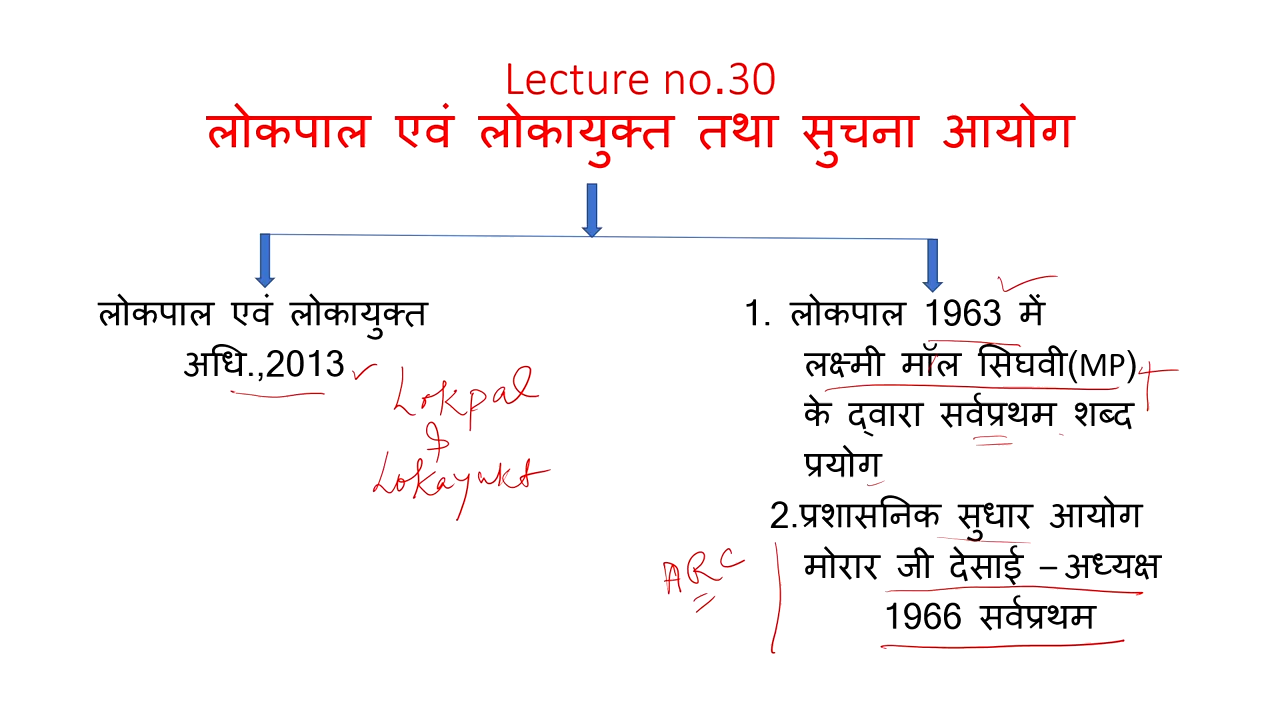 Lecture no.30
लोकपाल एवं लोकायुक्त तथा सुचना आयोग
लोकपाल एवं लोकायुक्त
अधि.,2013
Lokpal
&
Lokayukt
1. लोकपाल 1963 में
लक्ष्मी मॉल सिघवी(MP)
के द्वारा सर्वप्रथम शब्द
प्रयोग
2.प्रशासनिक सुधार आयोग
मोरार जी देसाई – अध्यक्ष
1966 सर्वप्रथम
ARC